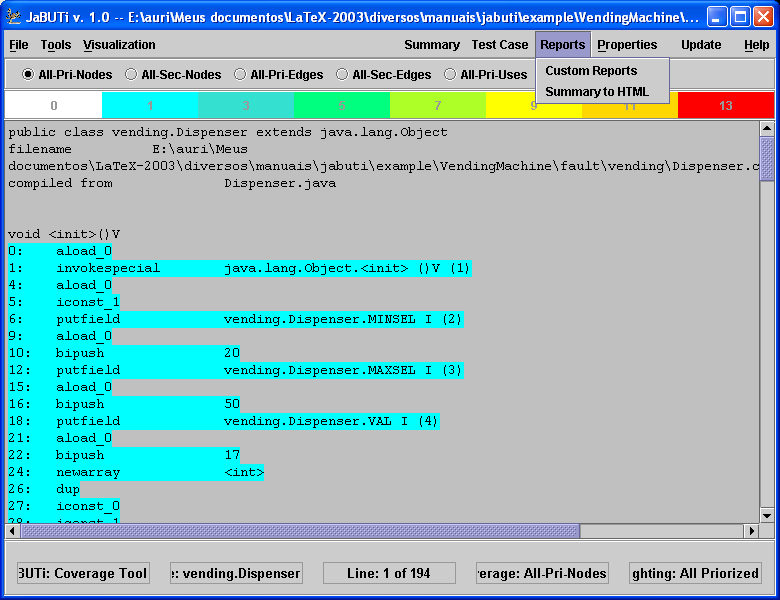 JaBUTi v. 1.0 -- E:\auri\Meus documentos\LaTeX-2003\diversos\manuais\jabuti\example\VendingMachine\...
File Tools Visualization Summary Test Case Reports Properties Update Help
All-Pri-Nodes All-Sec-Nodes All-Pri-Edges All-Sec-Edges All-Pri-Uses
Custom Reports
Summary to HTML
0 1 3 5 7 9 11 13
public class vending.Dispenser extends java.lang.Object
filename E:\auri\Meus
documentos\LaTeX-2003\diversos\manuais\jabuti\example\VendingMachine\fault\vending\Dispenser.c
compiled from Dispenser.java
void <init>()V
0: aload_0
1: invokespecial java.lang.Object.<init> ()V (1)
4: aload_0
5: iconst_1
6: putfield vending.Dispenser.MINSEL I (2)
9: aload_0
10: bipush 20
12: putfield vending.Dispenser.MAXSEL I (3)
15: aload_0
16: bipush 50
18: putfield vending.Dispenser.VAL I (4)
21: aload_0
22: bipush 17
24: newarray <int>
26: dup
27: iconst_0
28: iconst_1
BUTi: Coverage Tool e: vending.Dispenser Line: 1 of 194 verage: All-Pri-Nodes ghting: All Priorized